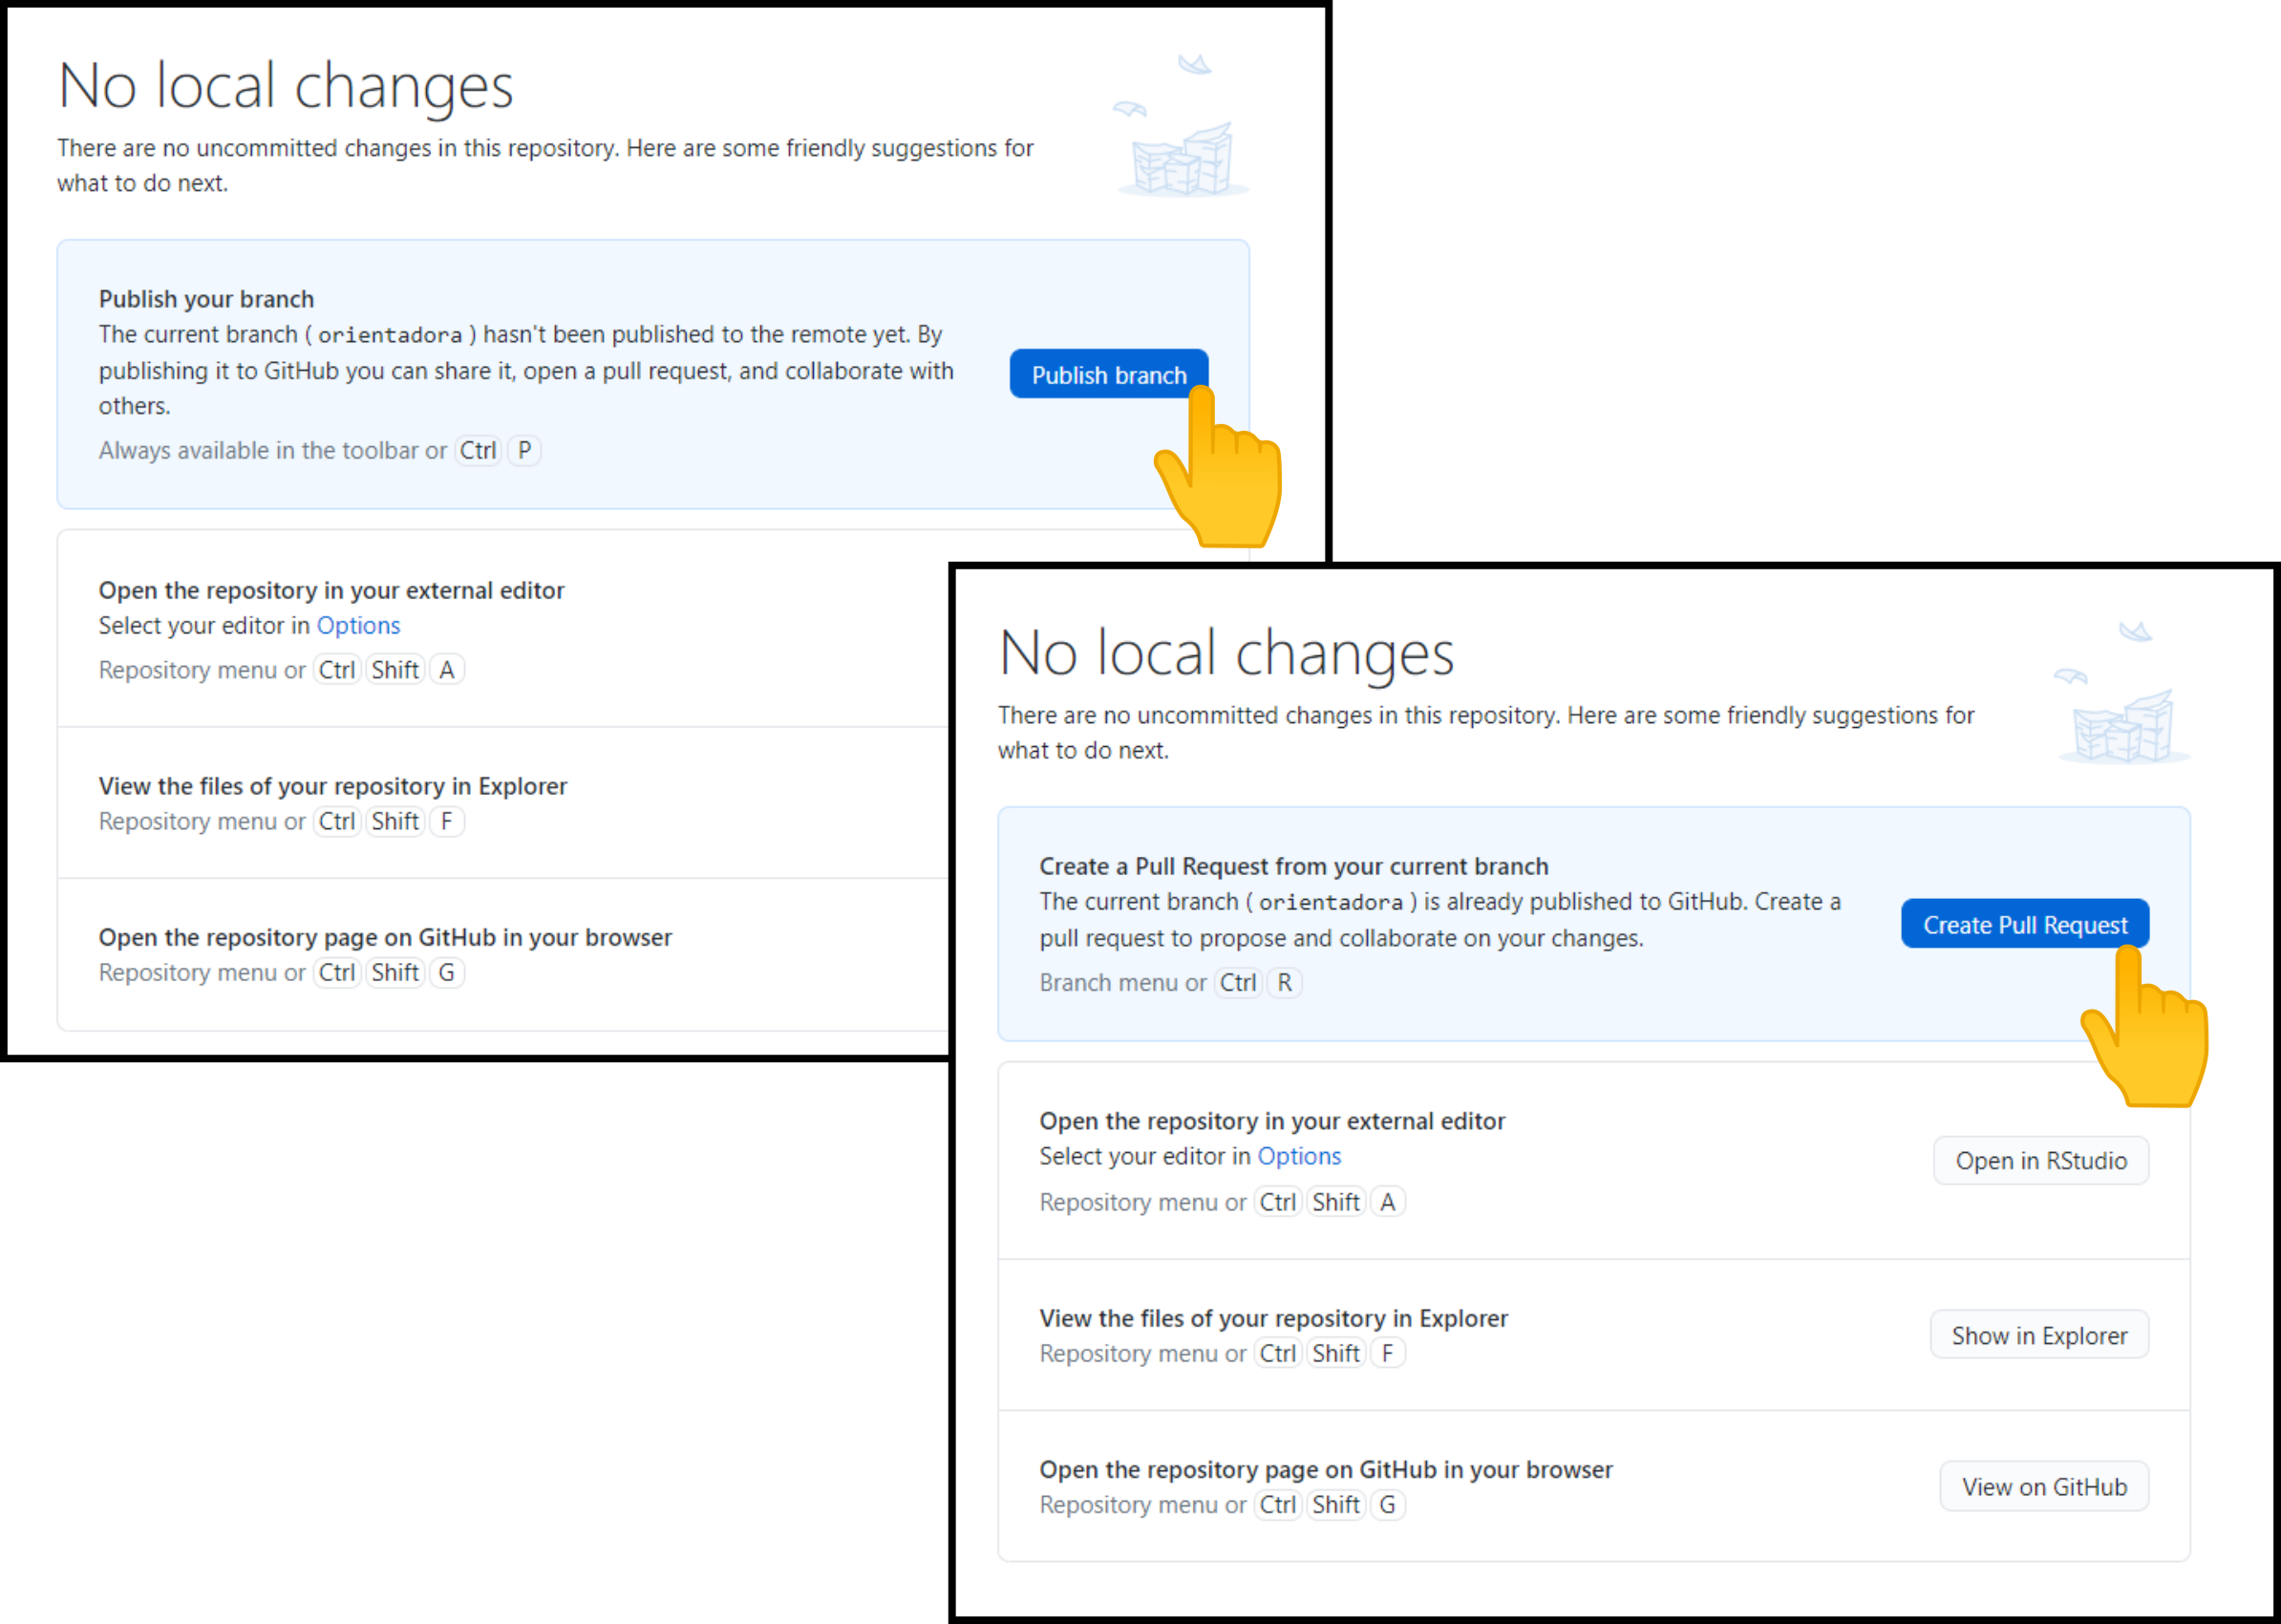 No local changes
There are no uncommitted changes in this repository. Here are some friendly suggestions for
what to do next.
Publish your branch
The current branch ( orientadora ) hasn't been published to the remote yet. By
publishing it to GitHub you can share it, open a pull request, and collaborate with
others.
Publish branch
Always available in the toolbar or Ctrl P
Open the repository in your external editor
Select your editor in Options
Repository menu or Ctrl Shift A
View the files of your repository in Explorer
Repository menu or Ctrl Shift F
Open the repository page on GitHub in your browser
Repository menu or Ctrl Shift G
No local changes
There are no uncommitted changes in this repository. Here are some friendly suggestions for
what to do next.
Create a Pull Request from your current branch
The current branch ( orientadora ) is already published to GitHub. Create a
pull request to propose and collaborate on your changes.
Create Pull Request
Branch menu or Ctrl R
Open the repository in your external editor
Select your editor in Options
Repository menu or Ctrl Shift A
Open in RStudio
View the files of your repository in Explorer
Repository menu or Ctrl Shift F
Show in Explorer
Open the repository page on GitHub in your browser
Repository menu or Ctrl Shift G
View on GitHub